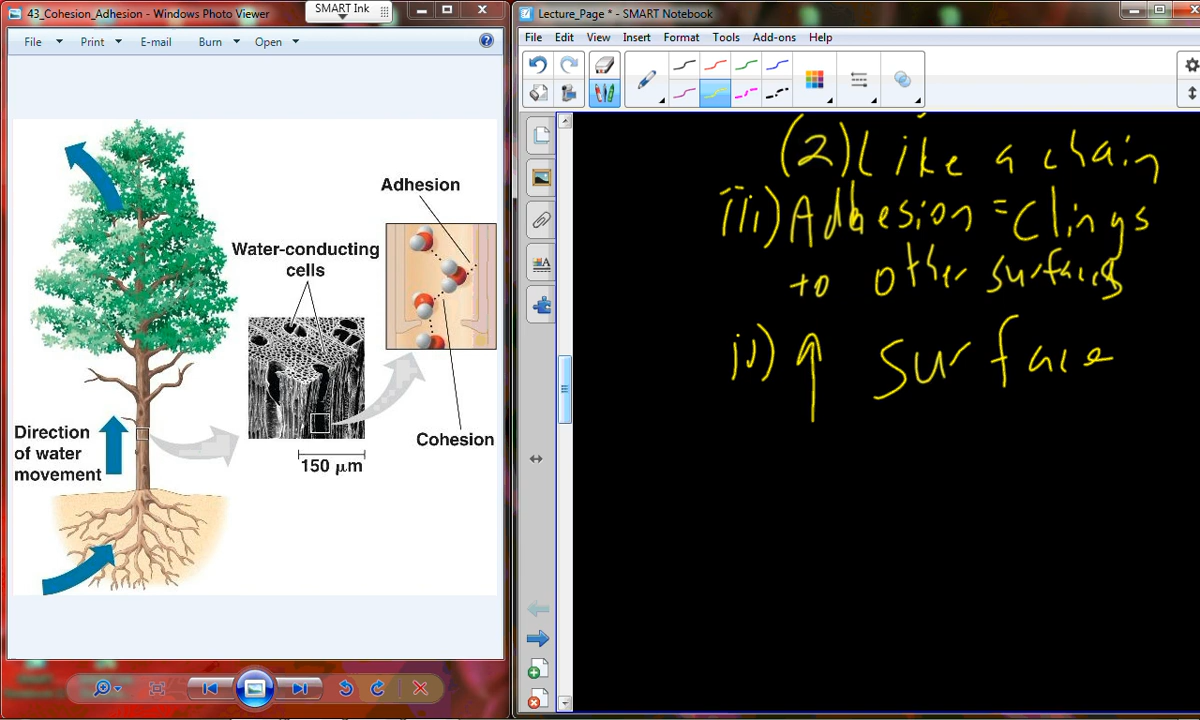 43_Cohesion_Adhesion - Windows Photo Viewer
SMART Ink
File Print E-mail Burn Open
Adhesion
Water-conducting
cells
Direction
of water
movement
Cohesion
150 μm
Lecture_Page * - SMART Notebook
File Edit View Insert Format Tools Add-ons Help
(2) Like a chain
iii) Adhesion = Clings
to other surfaces
iv) ↑ surface